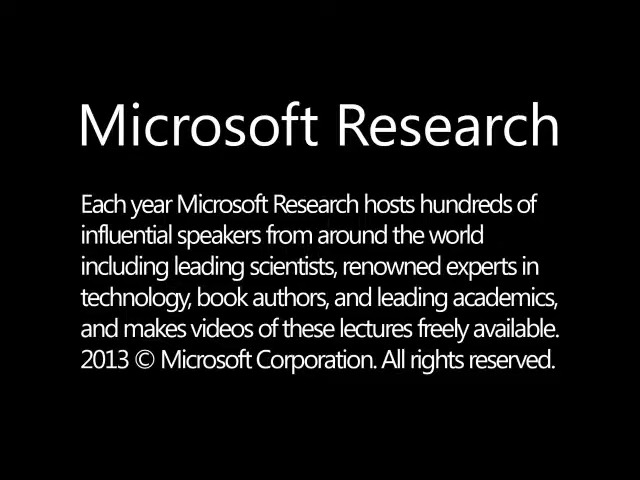 Microsoft Research
Each year Microsoft Research hosts hundreds of
influential speakers from around the world
including leading scientists, renowned experts in
technology, book authors, and leading academics,
and makes videos of these lectures freely available.
2013 © Microsoft Corporation. All rights reserved.